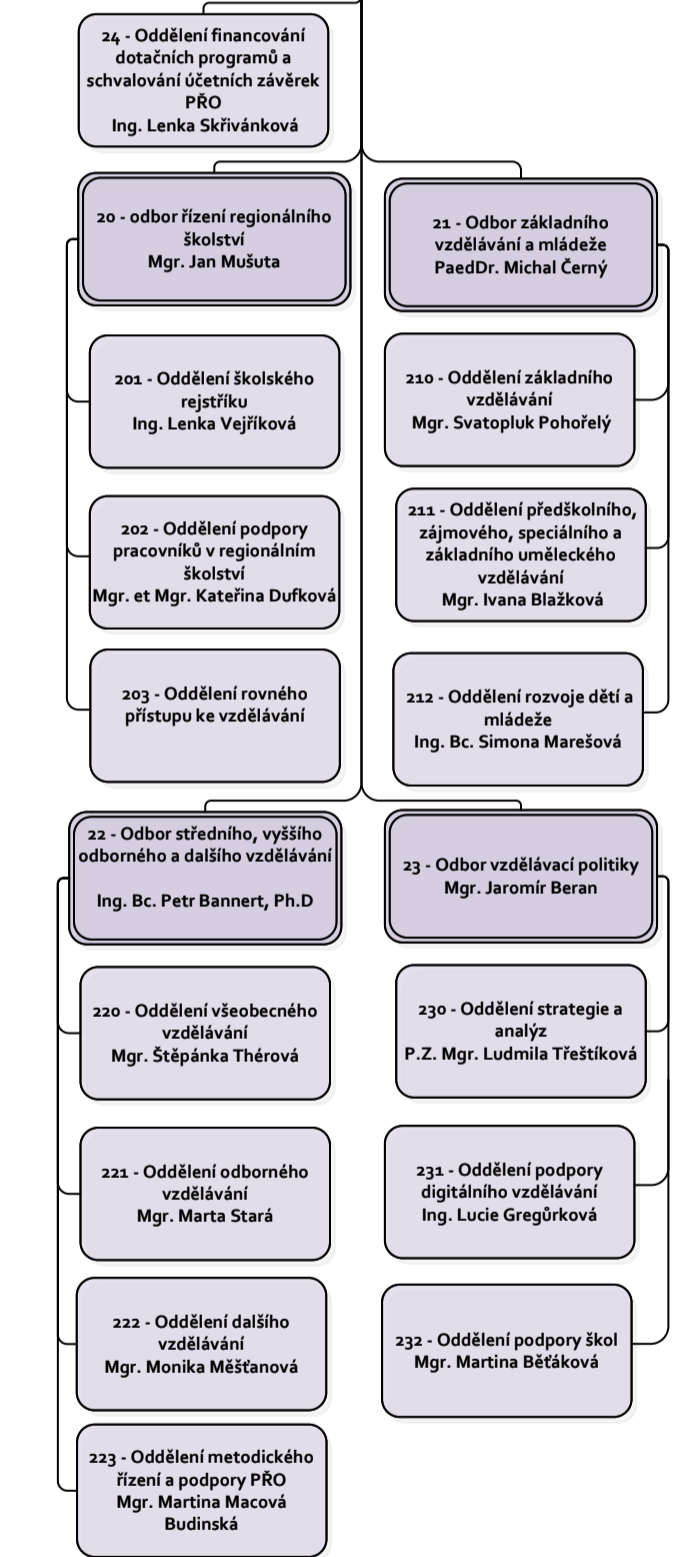 24 - Oddělení financování
dotačních programů a
schvalování účetních závěrek
PŘO
Ing. Lenka Skřivánková
20 - odbor řízení regionálního
školství
Mgr. Jan Mušuta
201 - Oddělení školského
rejstříku
Ing. Lenka Vejříková
202 - Oddělení podpory
pracovníků v regionálním
školství
Mgr. et Mgr. Kateřina Dufková
203 - Oddělení rovného
přístupu ke vzdělávání
21 - Odbor základního
vzdělávání a mládeže
PaedDr. Michal Černý
210 - Oddělení základního
vzdělávání
Mgr. Svatopluk Pohořelý
211 - Oddělení předškolního,
zájmového, speciálního a
základního uměleckého
vzdělávání
Mgr. Ivana Blažková
212 - Oddělení rozvoje dětí a
mládeže
Ing. Bc. Simona Marešová
22 - Odbor středního, vyššího
odborného a dalšího vzdělávání
Ing. Bc. Petr Bannert, Ph.D
220 - Oddělení všeobecného
vzdělávání
Mgr. Štěpánka Thérová
221 - Oddělení odborného
vzdělávání
Mgr. Marta Stará
222 - Oddělení dalšího
vzdělávání
Mgr. Monika Měšťanová
223 - Oddělení metodického
řízení a podpory PŘO
Mgr. Martina Macová
Budinská
23 - Odbor vzdělávací politiky
Mgr. Jaromír Beran
230 - Oddělení strategie a
analýz
P.Z. Mgr. Ludmila Třeštíková
231 - Oddělení podpory
digitálního vzdělávání
Ing. Lucie Gregůrková
232 - Oddělení podpory škol
Mgr. Martina Běťáková